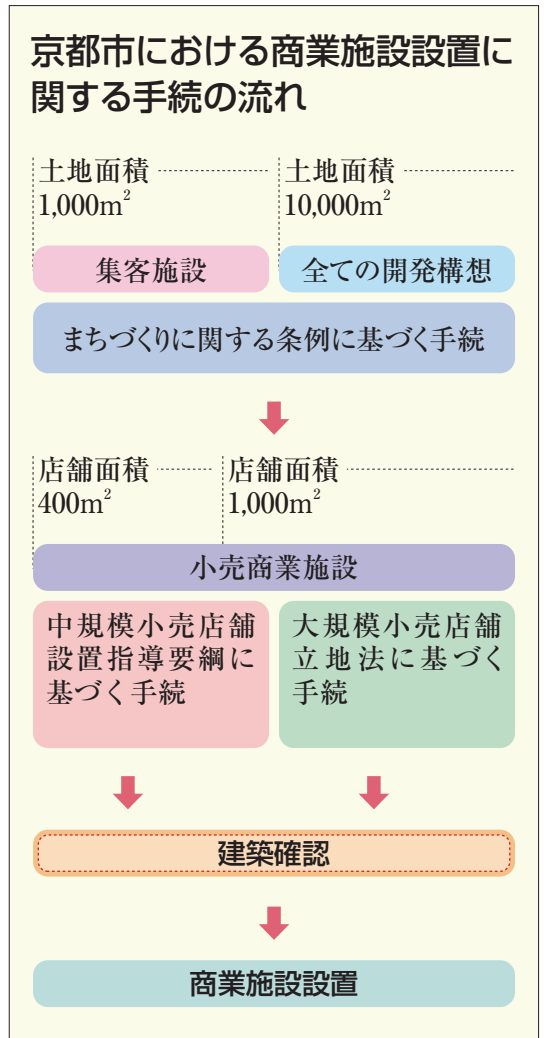 京都市における商業施設設置に
関する手続の流れ
土地面積
1,000m²
土地面積
10,000m²
集客施設
全ての開発構想
まちづくりに関する条例に基づく手続
店舗面積
400m²
店舗面積
1,000m²
小売商業施設
中規模小売店舗
設置指導要綱に
基づく手続
大規模小売店舗
立地法に基づく
手続
建築確認
商業施設設置